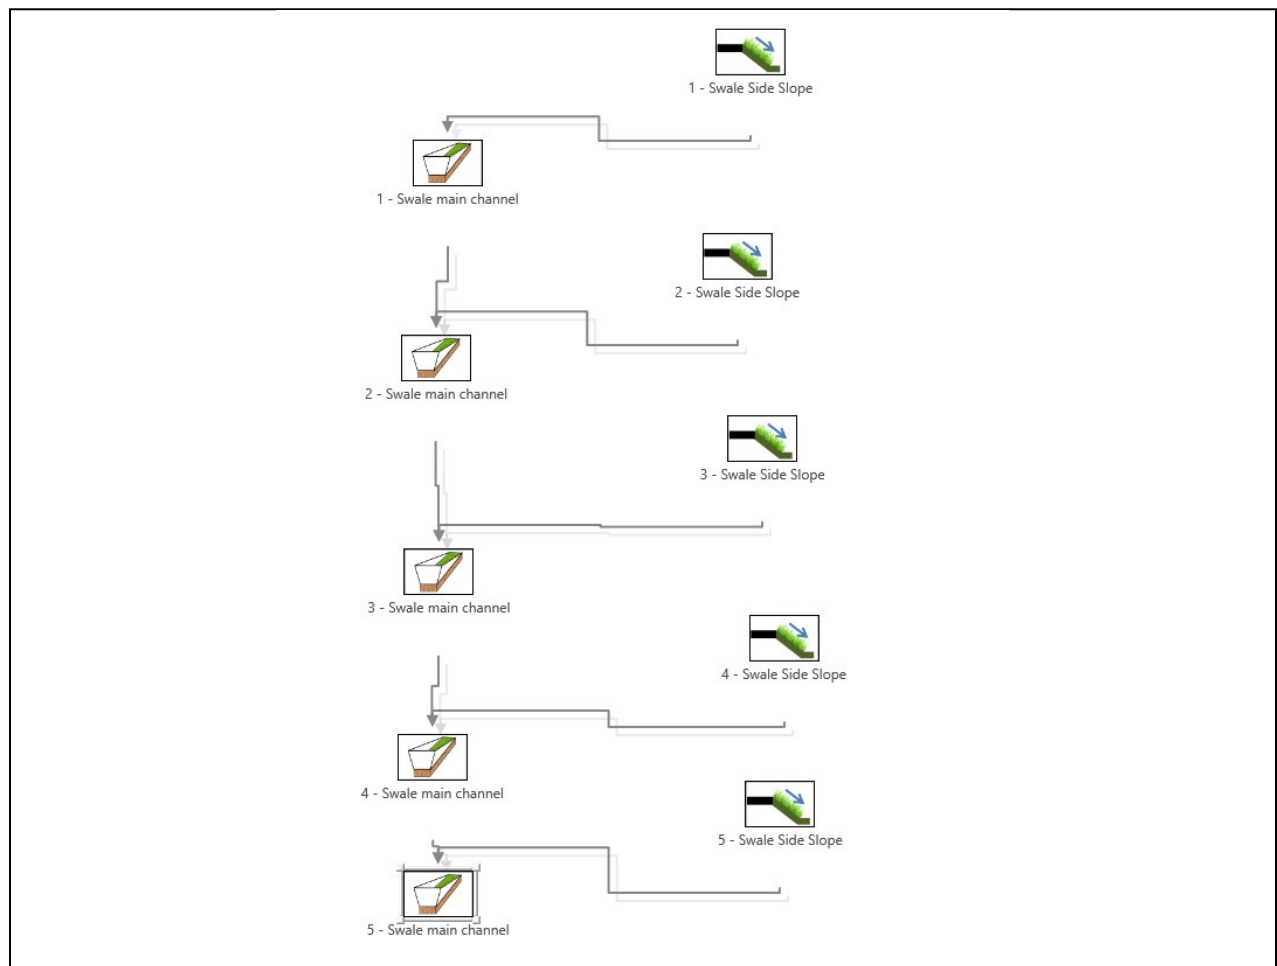 1 - Swale Side Slope
1 - Swale main channel
2 - Swale Side Slope
2 - Swale main channel
3 - Swale Side Slope
3 - Swale main channel
4 - Swale Side Slope
4 - Swale main channel
5 - Swale Side Slope
5 - Swale main channel